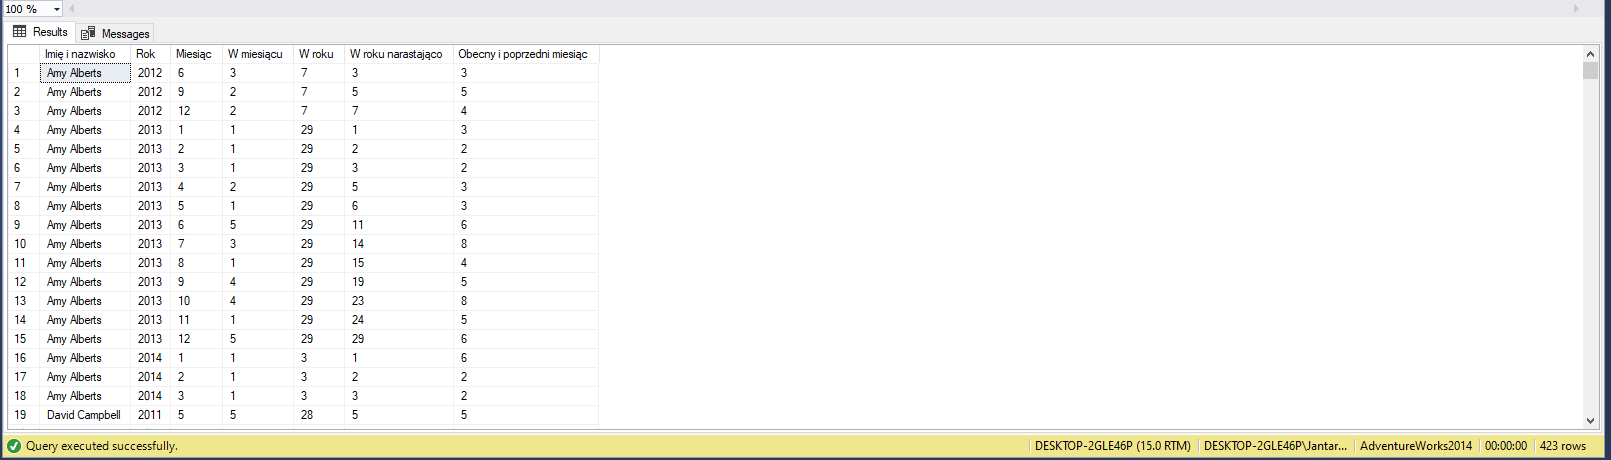 100 %
Results Messages
Imię i nazwisko Rok Miesiąc W miesiącu W roku W roku narastająco Obecny i poprzedni miesiąc
1 Amy Alberts 2012 6 3 7 3 3
2 Amy Alberts 2012 9 2 7 5 5
3 Amy Alberts 2012 12 2 7 7 4
4 Amy Alberts 2013 1 1 29 1 3
5 Amy Alberts 2013 2 1 29 2 2
6 Amy Alberts 2013 3 1 29 3 2
7 Amy Alberts 2013 4 2 29 5 3
8 Amy Alberts 2013 5 1 29 6 3
9 Amy Alberts 2013 6 5 29 11 6
10 Amy Alberts 2013 7 3 29 14 8
11 Amy Alberts 2013 8 1 29 15 4
12 Amy Alberts 2013 9 4 29 19 5
13 Amy Alberts 2013 10 4 29 23 8
14 Amy Alberts 2013 11 1 29 24 5
15 Amy Alberts 2013 12 5 29 29 6
16 Amy Alberts 2014 1 1 3 1 6
17 Amy Alberts 2014 2 1 3 2 2
18 Amy Alberts 2014 3 1 3 3 2
19 David Campbell 2011 5 5 28 5 5
Query executed successfully. DESKTOP-2GLE46P (15.0 RTM) DESKTOP-2GLE46P\Jantar... AdventureWorks2014 00:00:00 423 rows